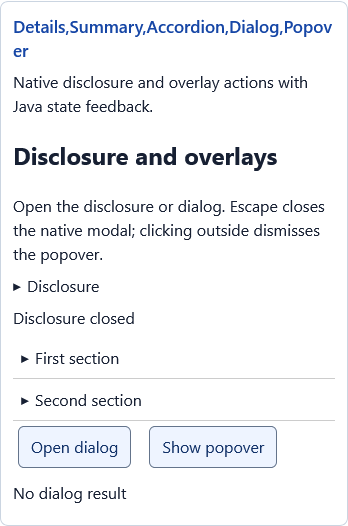 Details,Summary,Accordion,Dialog,Popov
er
Native disclosure and overlay actions with
Java state feedback.
Disclosure and overlays
Open the disclosure or dialog. Escape closes
the native modal; clicking outside dismisses
the popover.
▸ Disclosure
Disclosure closed
▸ First section
▸ Second section
Open dialog Show popover
No dialog result